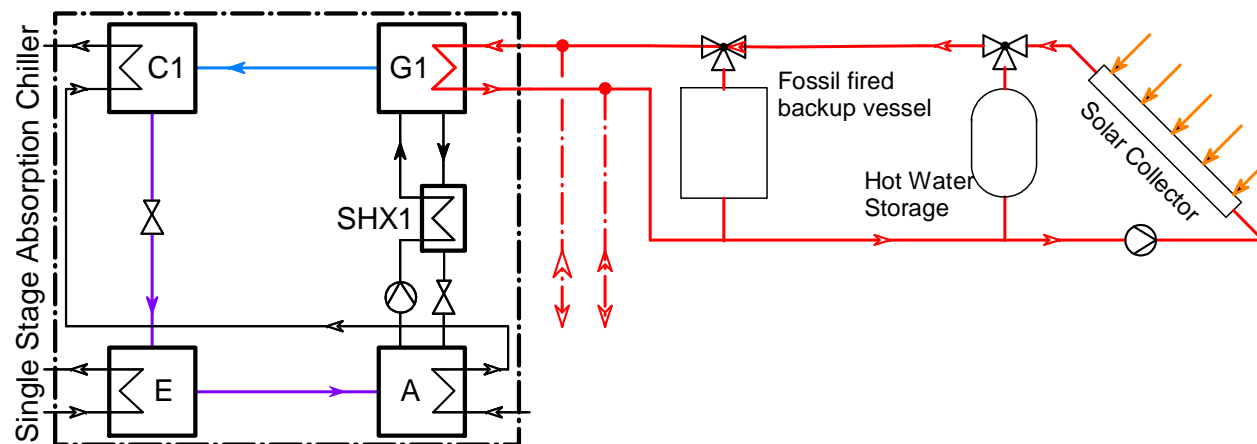 Single Stage Absorption Chiller
C1
G1
SHX1
E
A
Fossil fired
backup vessel
Hot Water
Storage
Solar Collector